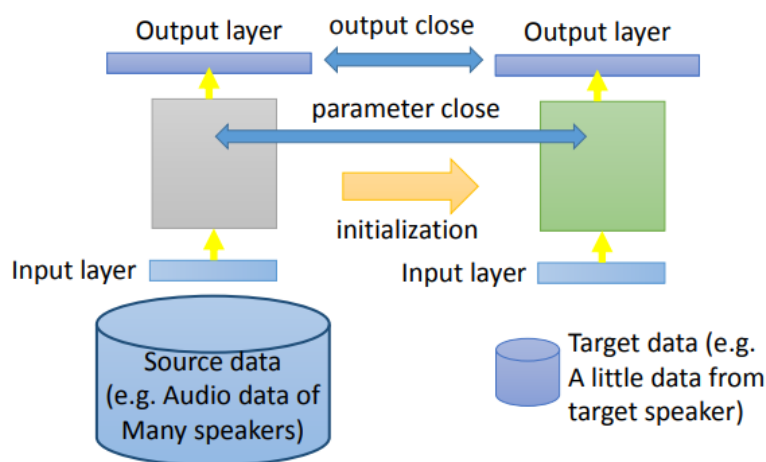 Output layer
output close
Output layer
parameter close
initialization
Input layer
Input layer
Source data
(e.g. Audio data of
Many speakers)
Target data (e.g.
A little data from
target speaker)